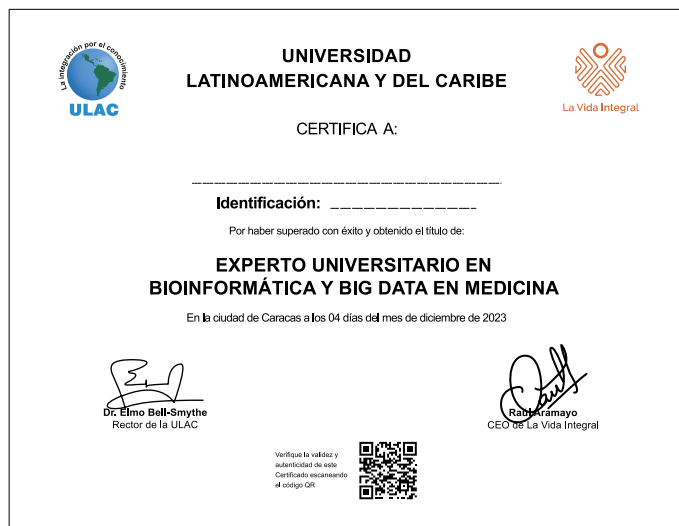 La integración por el conocimiento
ULAC
UNIVERSIDAD
LATINOAMERICANA Y DEL CARIBE
La Vida Integral
CERTIFICA A:
Identificación:
Por haber superado con éxito y obtenido el título de:
EXPERTO UNIVERSITARIO EN
BIOINFORMÁTICA Y BIG DATA EN MEDICINA
En la ciudad de Caracas a los 04 días del mes de diciembre de 2023
Dr. Elmo Bell-Smythe
Rector de la ULAC
Raúl Aramayo
CEO de La Vida Integral
Verifique la validez y
autenticidad de este
Certificado escaneando
el código QR